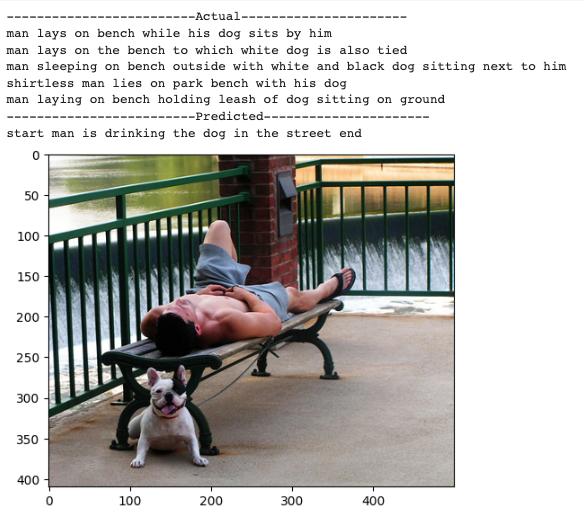 ------------------------Actual---------------------
man lays on bench while his dog sits by him
man lays on the bench to which white dog is also tied
man sleeping on bench outside with white and black dog sitting next to him
shirtless man lies on park bench with his dog
man laying on bench holding leash of dog sitting on ground
------------------------Predicted---------------------
start man is drinking the dog in the street end
0
50
100
150
200
250
300
350
400
0 100 200 300 400